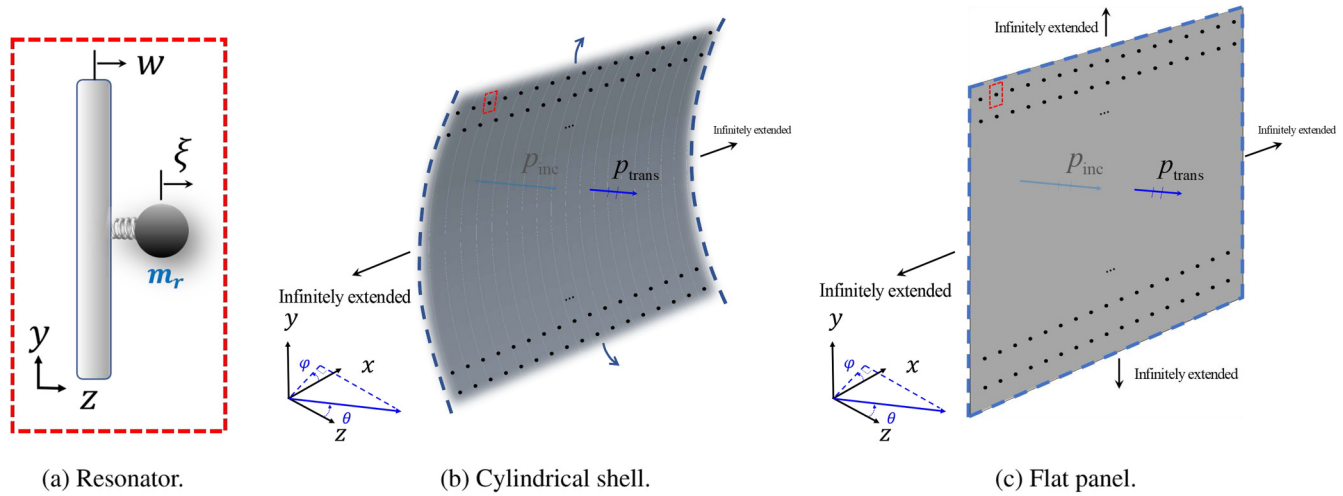 w
ξ
m_r
y
z
(a) Resonator.
Infinitely extended
p_inc
p_trans
...
...
Infinitely extended
y
x
φ
θ
z
(b) Cylindrical shell.
Infinitely extended
Infinitely extended
p_inc
p_trans
...
...
Infinitely extended
Infinitely extended
y
x
φ
θ
z
(c) Flat panel.